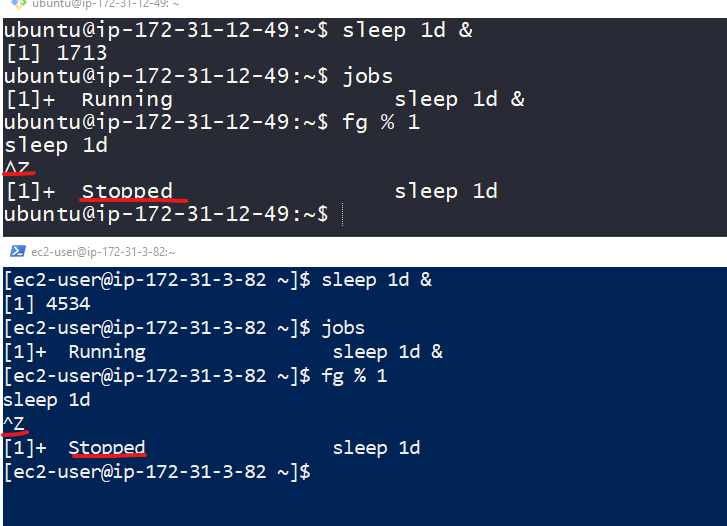 ubuntu@ip-172-31-12-49: ~
ubuntu@ip-172-31-12-49:~$ sleep 1d &
[1] 1713
ubuntu@ip-172-31-12-49:~$ jobs
[1]+  Running                 sleep 1d &
ubuntu@ip-172-31-12-49:~$ fg % 1
sleep 1d
^Z
[1]+  Stopped                 sleep 1d
ubuntu@ip-172-31-12-49:~$
ec2-user@ip-172-31-3-82:~
[ec2-user@ip-172-31-3-82 ~]$ sleep 1d &
[1] 4534
[ec2-user@ip-172-31-3-82 ~]$ jobs
[1]+  Running                 sleep 1d &
[ec2-user@ip-172-31-3-82 ~]$ fg % 1
sleep 1d
^Z
[1]+  Stopped                 sleep 1d
[ec2-user@ip-172-31-3-82 ~]$